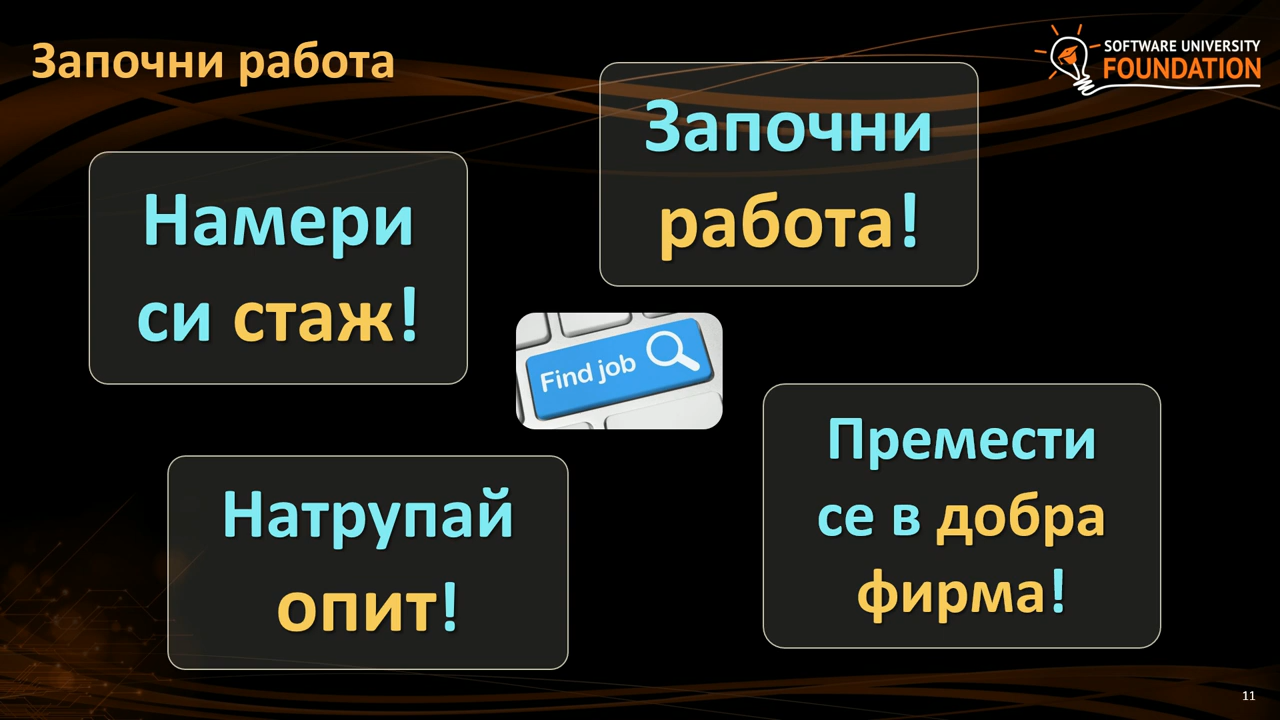 Започни работа
SOFTWARE UNIVERSITY
FOUNDATION
Намери
си стаж!
Започни
работа!
Find job
Натрупай
опит!
Премести
се в добра
фирма!
11